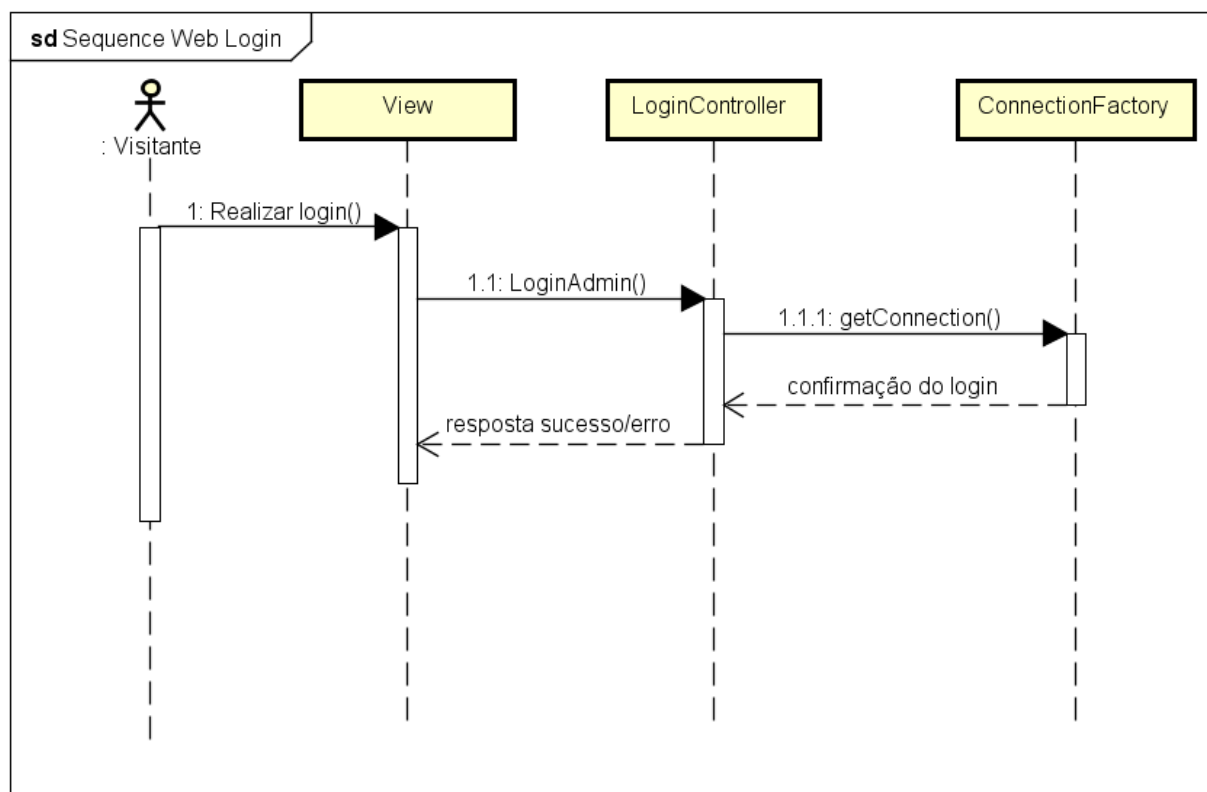 sd Sequence Web Login
: Visitante
View
LoginController
ConnectionFactory
1: Realizar login()
1.1: LoginAdmin()
1.1.1: getConnection()
confirmação do login
resposta sucesso/erro